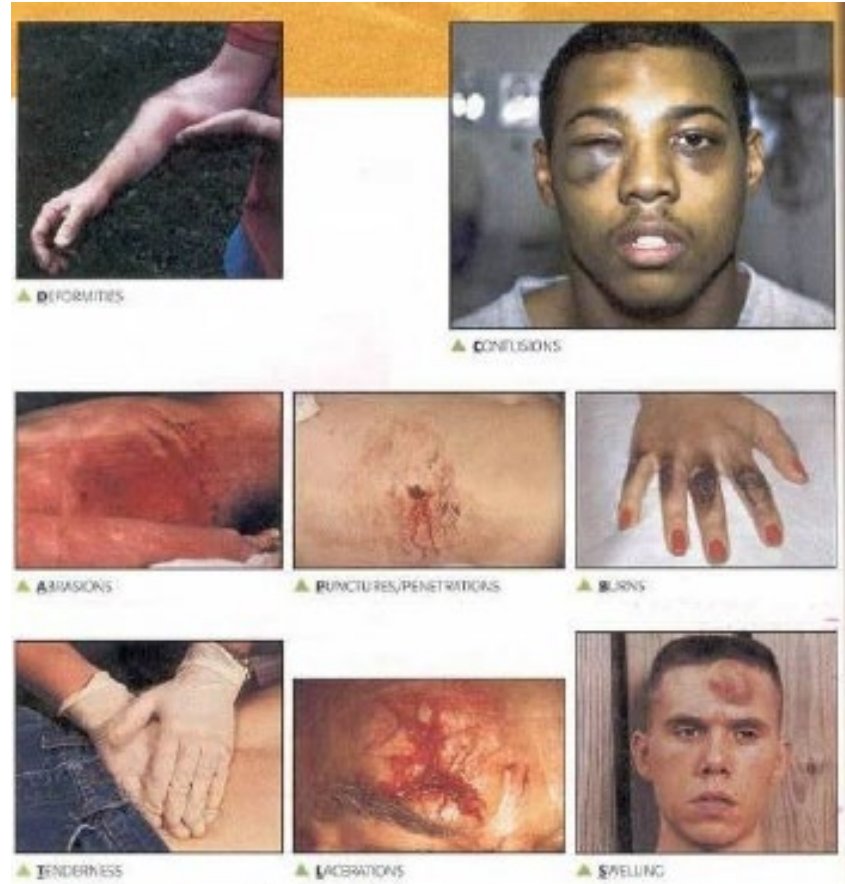 DEFORMITIES
CONTUSIONS
ABRASIONS
PUNCTURES/PENETRATIONS
BURNS
TENDERNESS
LACERATIONS
SWELLING